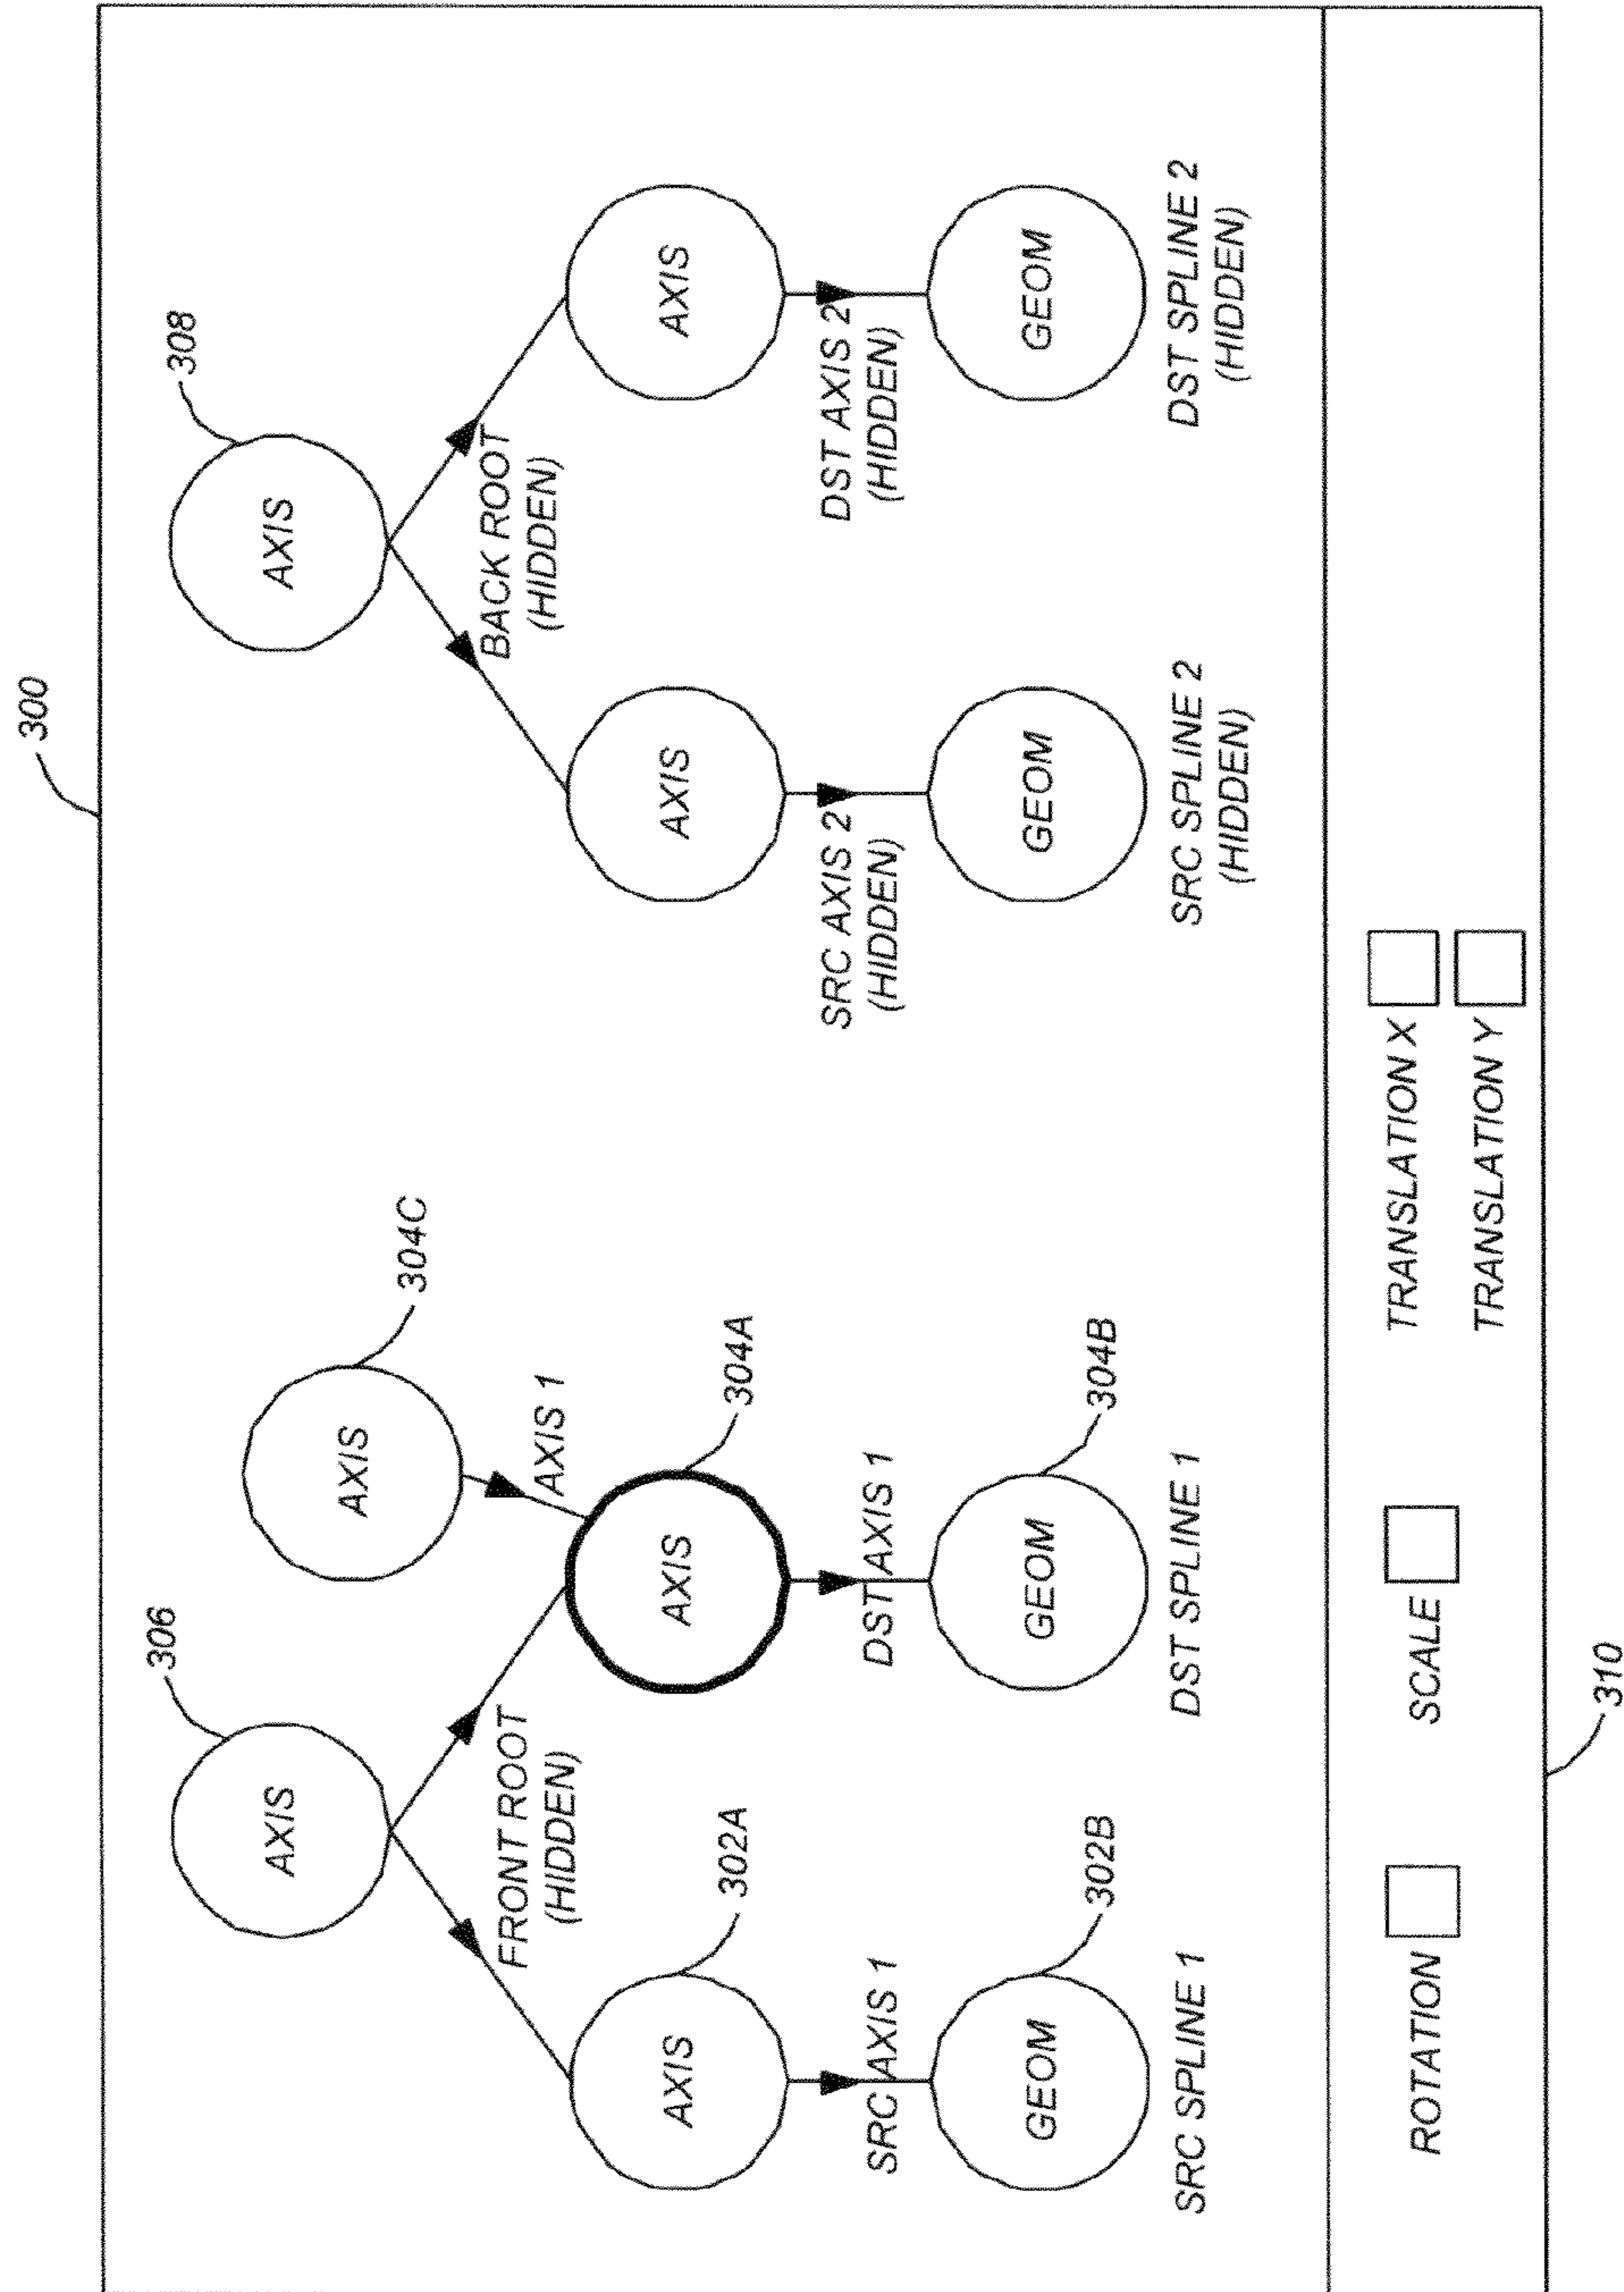 300
306
304C
308
AXIS
AXIS
AXIS
FRONT ROOT
(HIDDEN)
AXIS 1
BACK ROOT
(HIDDEN)
302A
304A
AXIS
AXIS
AXIS
AXIS
SRC AXIS 1
DST AXIS 1
SRC AXIS 2
(HIDDEN)
DST AXIS 2
(HIDDEN)
302B
304B
GEOM
GEOM
GEOM
GEOM
SRC SPLINE 1
DST SPLINE 1
SRC SPLINE 2
(HIDDEN)
DST SPLINE 2
(HIDDEN)
ROTATION
SCALE
TRANSLATION X
TRANSLATION Y
310